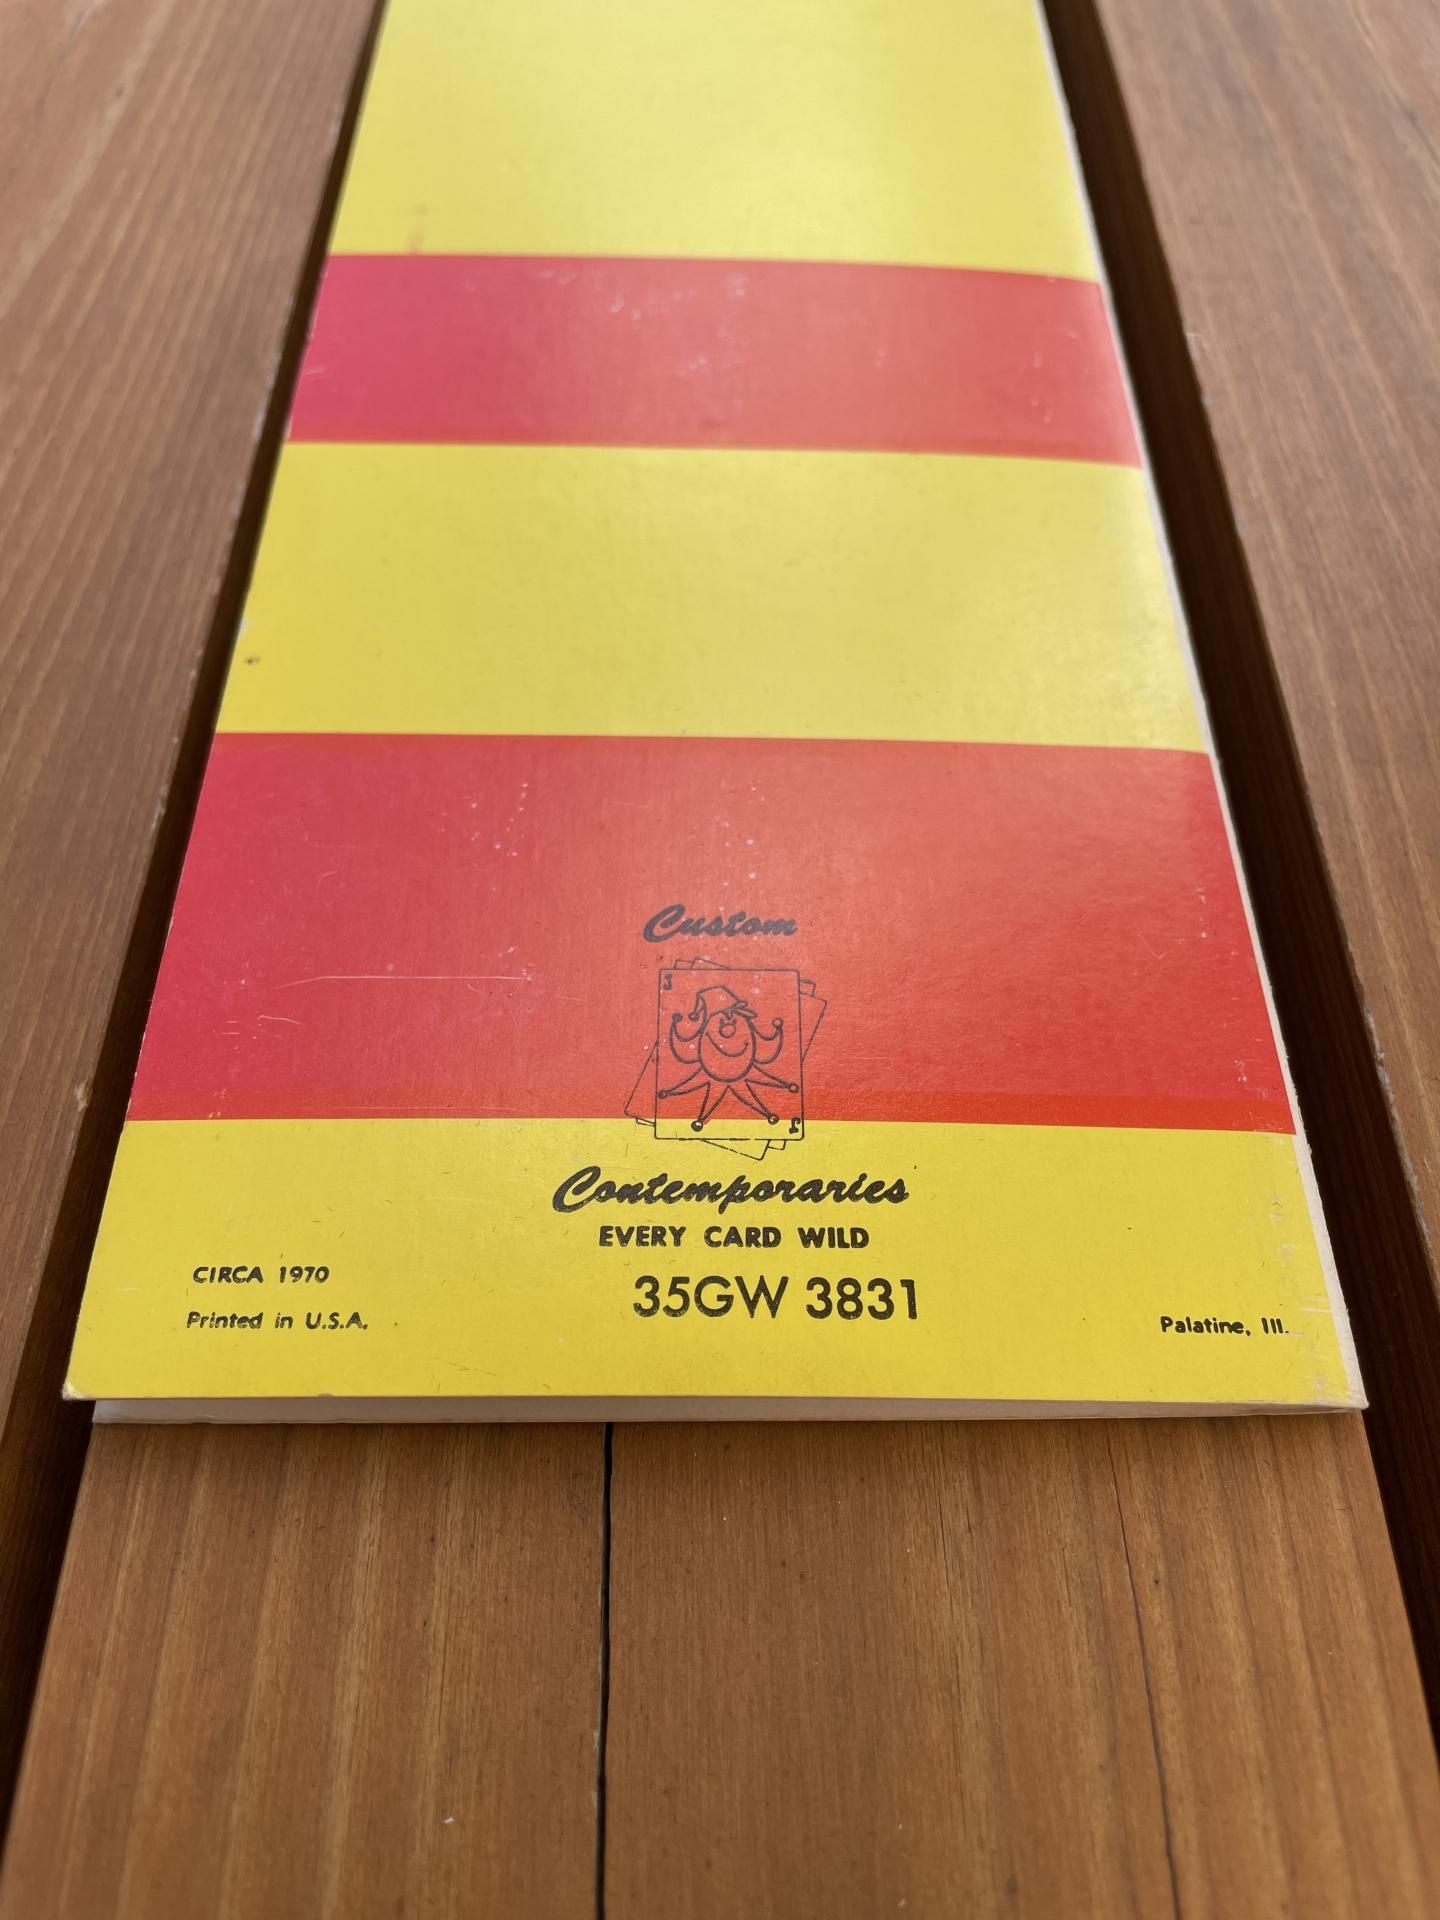 Custom
J
J
Contemporaries
EVERY CARD WILD
CIRCA 1970
35GW 3831
Printed in U.S.A.
Palatine, Ill.